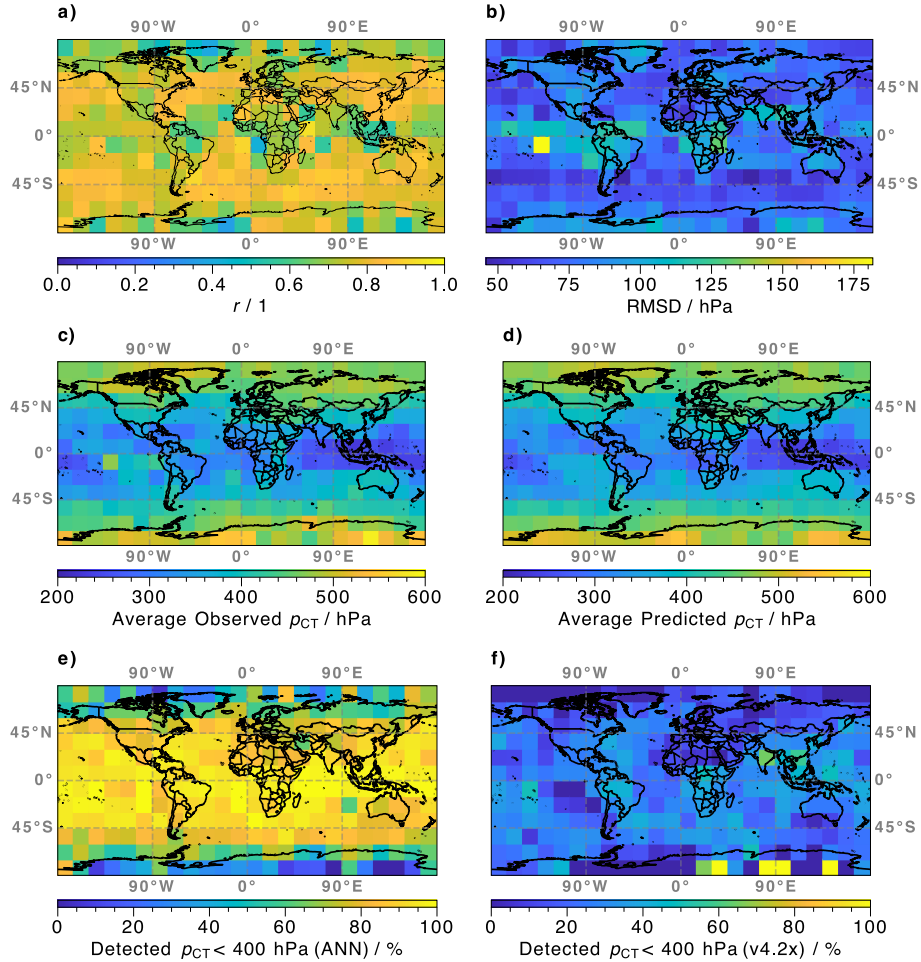 a)
b)
90°W 0° 90°E
90°W 0° 90°E
45°N
0°
45°S
45°N
0°
45°S
90°W 0° 90°E
90°W 0° 90°E
0.0 0.2 0.4 0.6 0.8 1.0
r / 1
50 75 100 125 150 175
RMSD / hPa
c)
d)
90°W 0° 90°E
90°W 0° 90°E
45°N
0°
45°S
45°N
0°
45°S
90°W 0° 90°E
90°W 0° 90°E
200 300 400 500 600
Average Observed pCT / hPa
200 300 400 500 600
Average Predicted pCT / hPa
e)
f)
90°W 0° 90°E
90°W 0° 90°E
45°N
0°
45°S
45°N
0°
45°S
90°W 0° 90°E
90°W 0° 90°E
0 20 40 60 80 100
Detected pCT < 400 hPa (ANN) / %
0 20 40 60 80 100
Detected pCT < 400 hPa (v4.2x) / %